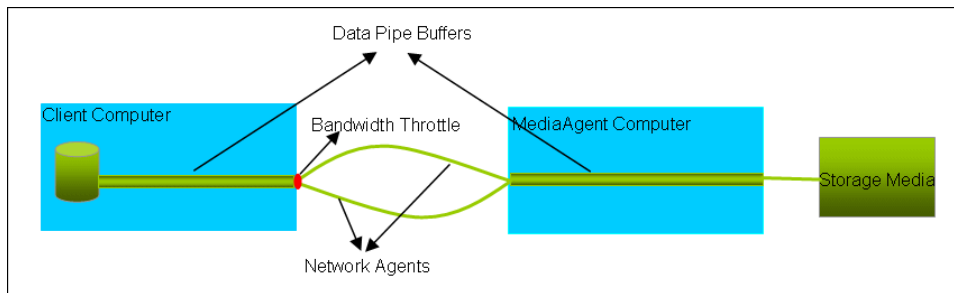 Data Pipe Buffers
Client Computer
Bandwidth Throttle
MediaAgent Computer
Storage Media
Network Agents